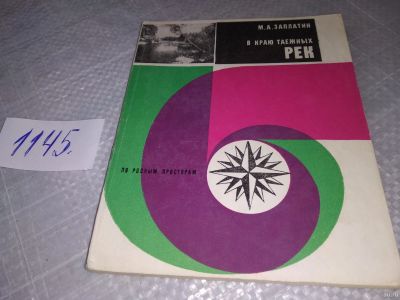 М.А.ЗАПЛАТИН
В КРАЮ ТАЕЖНЫХ
РЕК
1145.
ПО РОДНЫМ ПРОСТОРАМ